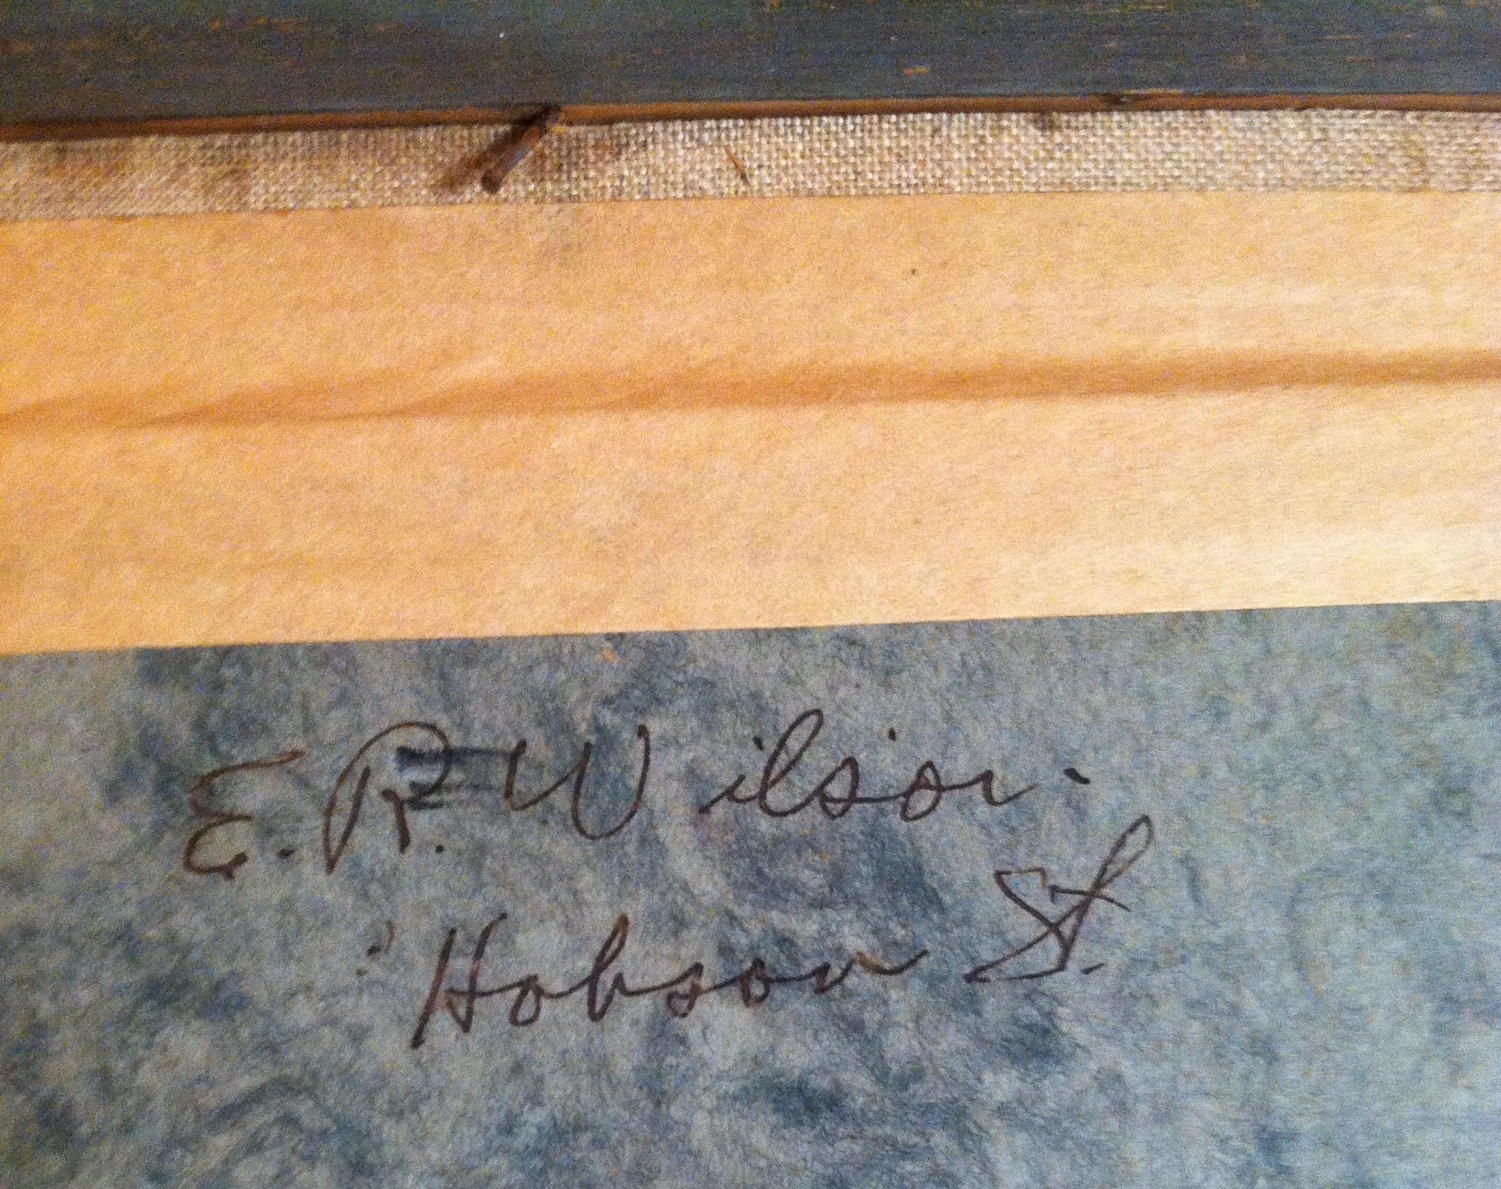 E. R. Wilson.
Hobson St.